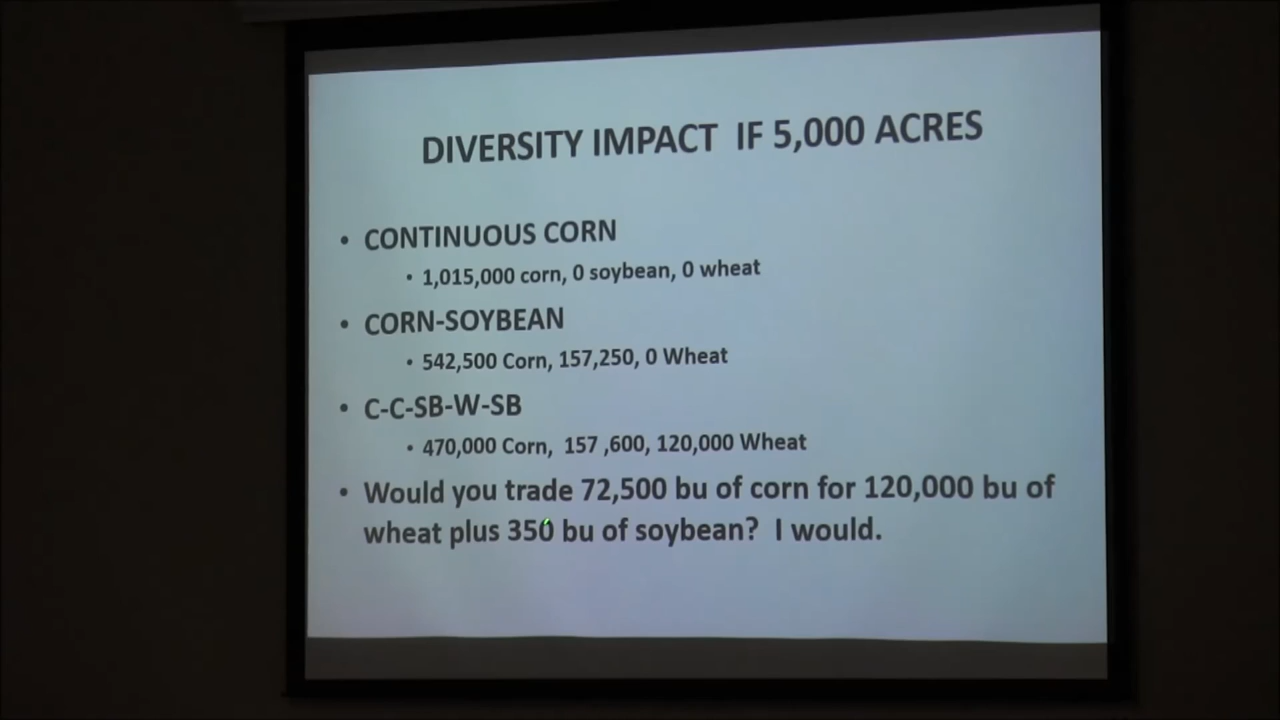 DIVERSITY IMPACT IF 5,000 ACRES
• CONTINUOUS CORN
• 1,015,000 corn, 0 soybean, 0 wheat
• CORN-SOYBEAN
• 542,500 Corn, 157,250, 0 Wheat
• C-C-SB-W-SB
• 470,000 Corn, 157 ,600, 120,000 Wheat
• Would you trade 72,500 bu of corn for 120,000 bu of
wheat plus 350 bu of soybean? I would.